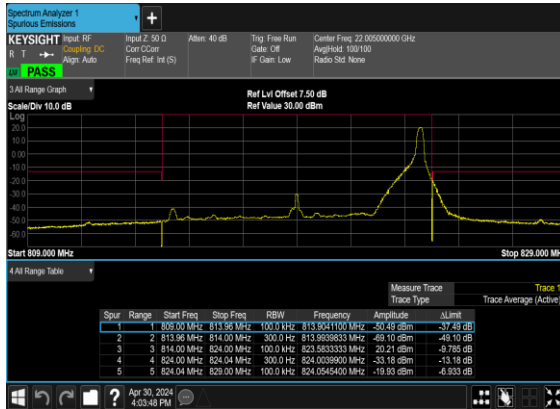 Spectrum Analyzer 1
Spurious Emissions
KEYSIGHT
R T
LXI PASS
Input: RF
Coupling: DC
Align: Auto
Input Z: 50 Ω
Corr CCorr
Freq Ref: Int (S)
Atten: 40 dB
Trig: Free Run
Gate: Off
IF Gain: Low
Center Freq: 22.005000000 GHz
Avg|Hold: 100/100
Radio Std: None
3 All Range Graph
Scale/Div 10.0 dB
Ref Lvl Offset 7.50 dB
Ref Value 30.00 dBm
Log
20.0
10.0
0.00
-10.0
-20.0
-30.0
-40.0
-50.0
-60.0
Start 809.000 MHz
Stop 829.000 MH
4 All Range Table
Measure Trace Trace 1
Trace Type Trace Average (Active)
Spur Range Start Freq Stop Freq RBW Frequency Amplitude ΔLimit
1 1 809.00 MHz 813.96 MHz 100.0 kHz 813.9041100 MHz -50.49 dBm -37.49 dB
2 2 813.96 MHz 814.00 MHz 300.0 Hz 813.9939833 MHz -69.10 dBm -49.10 dB
3 3 814.00 MHz 824.00 MHz 100.0 kHz 823.5833333 MHz 20.21 dBm -9.785 dB
4 4 824.00 MHz 824.04 MHz 300.0 Hz 824.0039900 MHz -33.18 dBm -13.18 dB
5 5 824.04 MHz 829.00 MHz 100.0 kHz 824.0545400 MHz -19.93 dBm -6.933 dB
?
Apr 30, 2024
4:03:48 PM